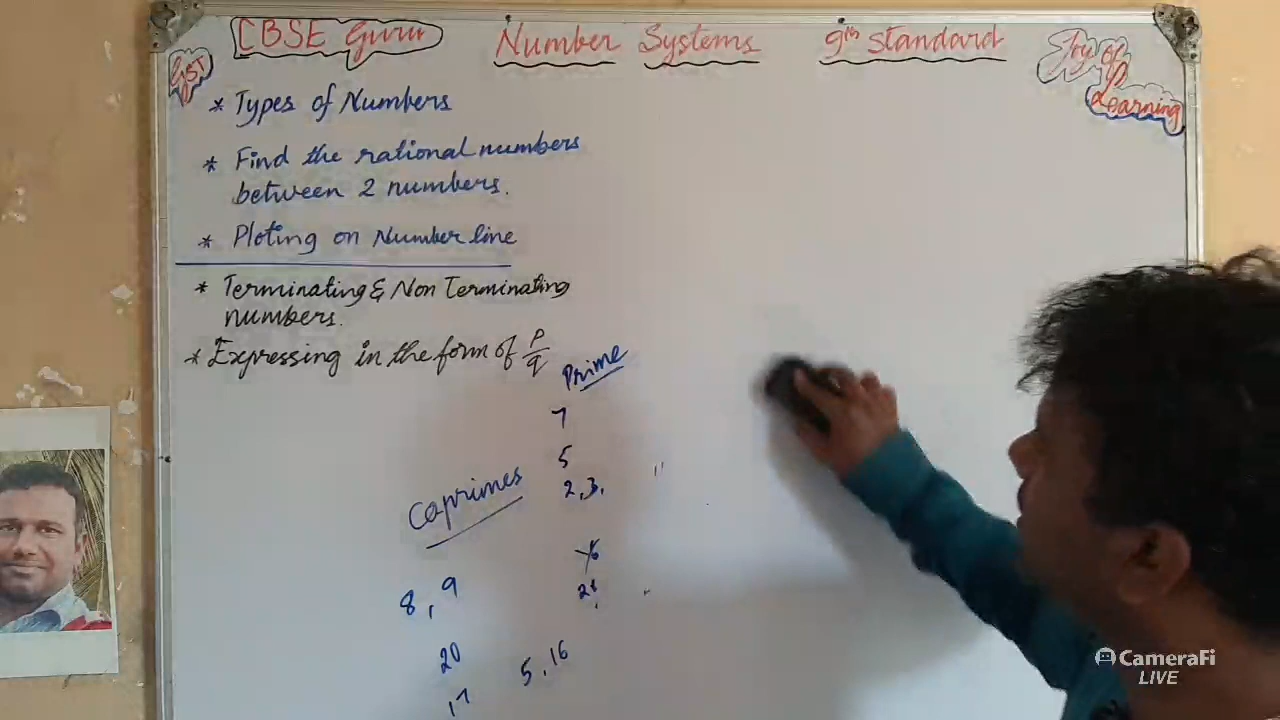 CBSE Guru Number Systems 9th Standard
GST
Joy of
Learning
* Types of Numbers
* Find the rational numbers
between 2 numbers.
* Ploting on Number line
* Terminating & Non Terminating
numbers.
* Expressing in the form of P/q
Prime
7
5
2,3,
Coprimes
8, 9
20
5, 16
17
CameraFi
LIVE